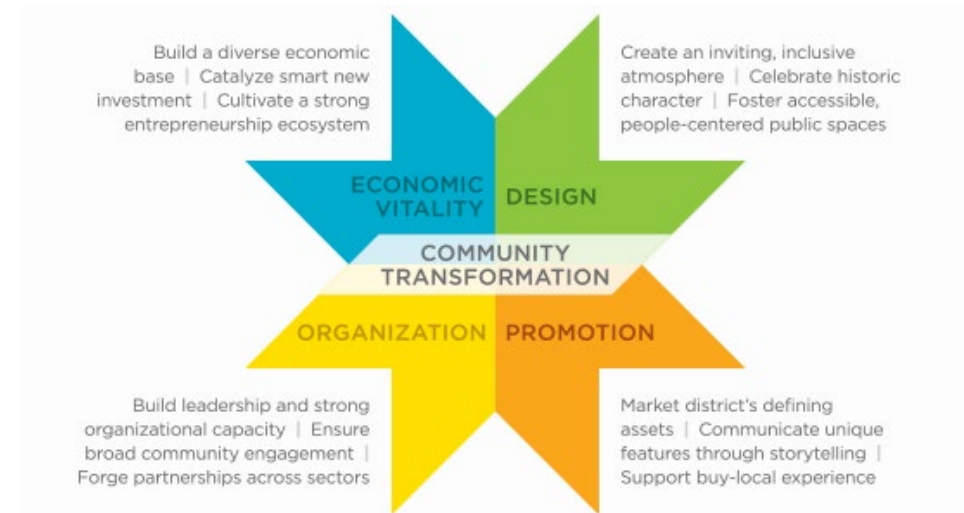 Build a diverse economic
base | Catalyze smart new
investment | Cultivate a strong
entrepreneurship ecosystem
Create an inviting, inclusive
atmosphere | Celebrate historic
character | Foster accessible,
people-centered public spaces
ECONOMIC
VITALITY
DESIGN
COMMUNITY
TRANSFORMATION
ORGANIZATION
PROMOTION
Build leadership and strong
organizational capacity | Ensure
broad community engagement |
Forge partnerships across sectors
Market district's defining
assets | Communicate unique
features through storytelling |
Support buy-local experience